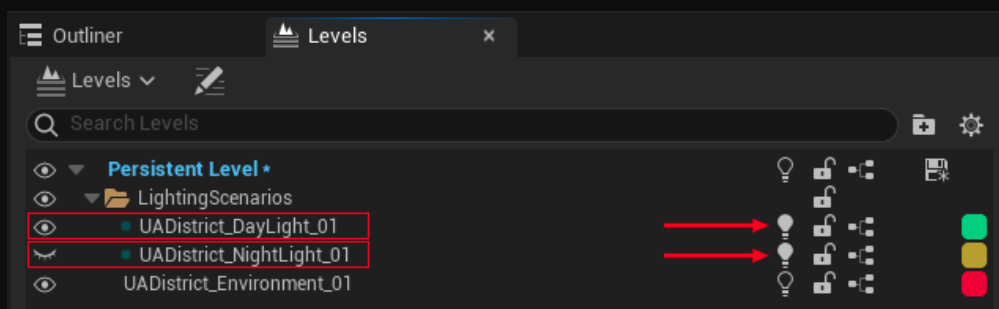 Outliner
Levels
Levels
Search Levels
Persistent Level *
LightingScenarios
UADistrict_DayLight_01
UADistrict_NightLight_01
UADistrict_Environment_01